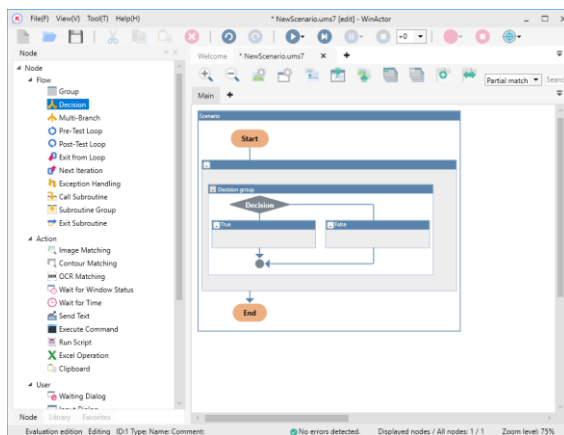 File(F) View(V) Tool(T) Help(H)
* NewScenario.ums7 [edit] - WinActor
Node
Welcome
* NewScenario.ums7
Node
Flow
Group
Decision
Multi-Branch
Pre-Test Loop
Post-Test Loop
Exit from Loop
Next Iteration
Exception Handling
Call Subroutine
Subroutine Group
Exit Subroutine
Action
Image Matching
Contour Matching
OCR Matching
Wait for Window Status
Wait for Time
Send Text
Execute Command
Run Script
Excel Operation
Clipboard
User
Waiting Dialog
Node Library Favorites
Partial match
Main
Scenario
Start
Decision group
Decision
True
False
End
Evaluation edition Editing ID:1 Type: Name: Comment:
No errors detected. Displayed nodes / All nodes: 1 / 1 Zoom level: 75%